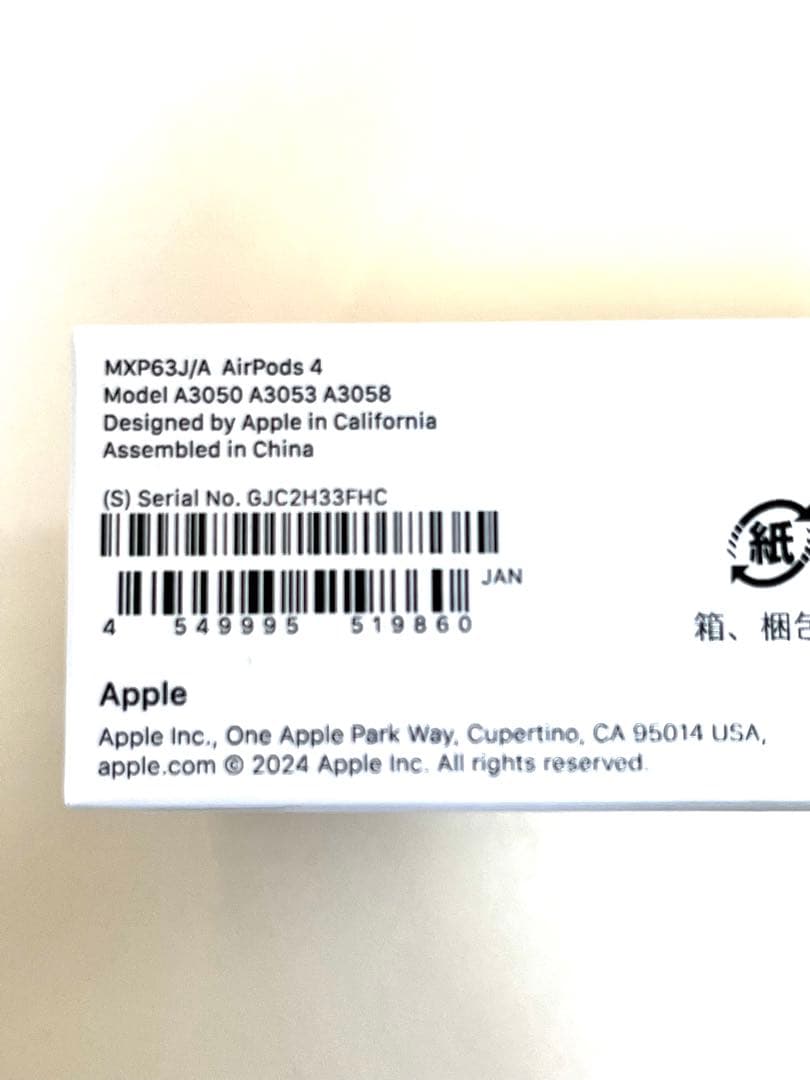 MXP63J/A AirPods 4
Model A3050 A3053 A3058
Designed by Apple in California
Assembled in China
(S) Serial No. GJC2H33FHC
JAN
4 549995 519860
紙
箱、梱包
Apple
Apple Inc., One Apple Park Way, Cupertino, CA 95014 USA,
apple.com © 2024 Apple Inc. All rights reserved.